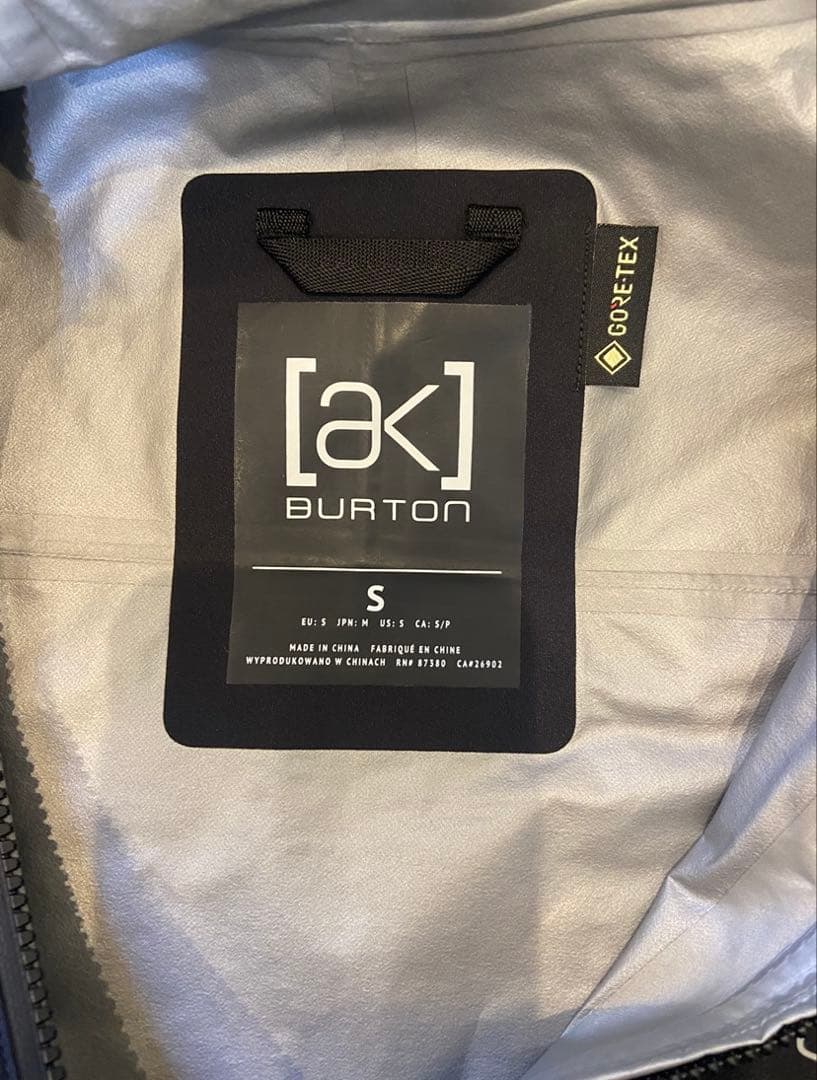 GORE-TEX
[ak]
BURTON
S
EU: S JPN: M US: S CA: S/P
MADE IN CHINA FABRIQUÉ EN CHINE
WYPRODUKOWANO W CHINACH RN# 87380 CA#26902